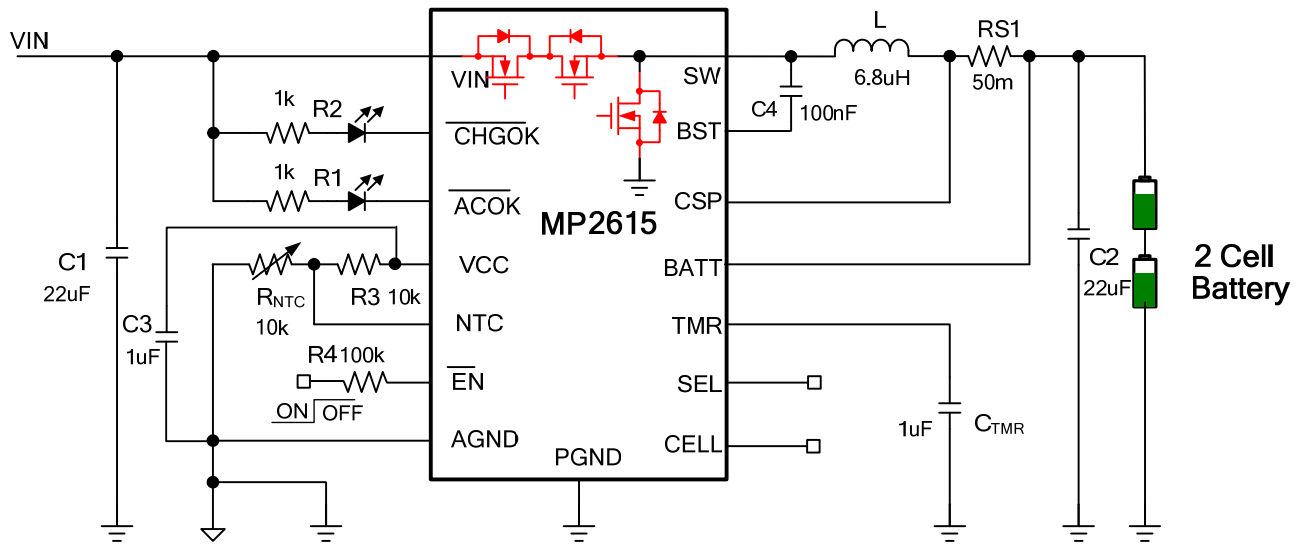 VIN
L
RS1
6.8uH
50m
VIN
SW
1k
R2
C4
100nF
CHGOK
BST
1k
R1
ACOK
CSP
MP2615
C1
22uF
VCC
BATT
C2
22uF
2 Cell
Battery
RNTC
10k
R3 10k
C3
1uF
NTC
TMR
R4 100k
EN
SEL
ON OFF
1uF
CTMR
AGND
CELL
PGND